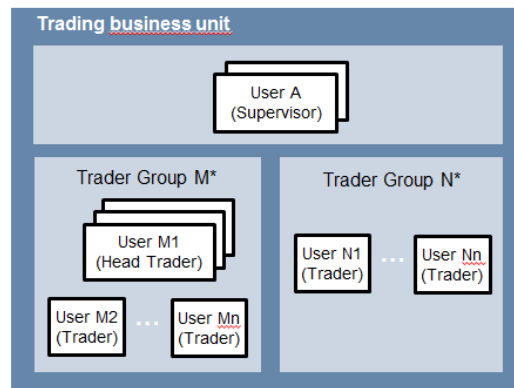 Trading business unit
User A
(Supervisor)
Trader Group M*
User M1
(Head Trader)
User M2
(Trader)
...
User Mn
(Trader)
Trader Group N*
User N1
(Trader)
...
User Nn
(Trader)